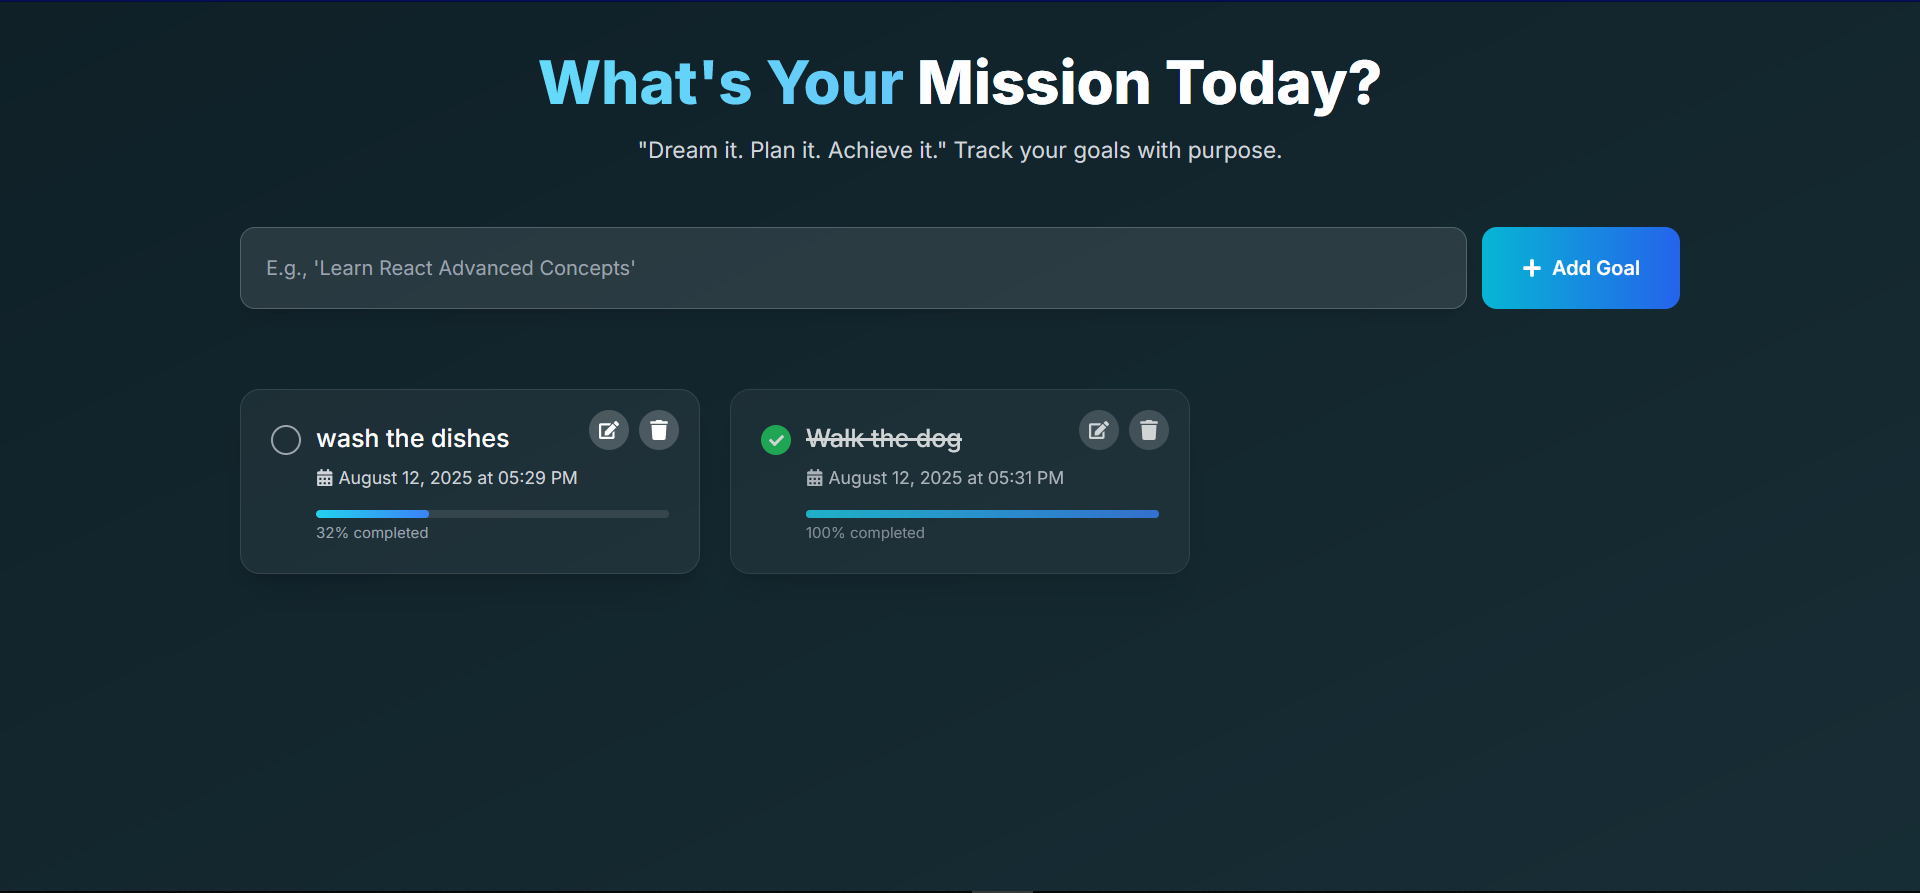 What's Your Mission Today?
"Dream it. Plan it. Achieve it." Track your goals with purpose.
E.g., 'Learn React Advanced Concepts'
Add Goal
wash the dishes
August 12, 2025 at 05:29 PM
32% completed
Walk the dog
August 12, 2025 at 05:31 PM
100% completed